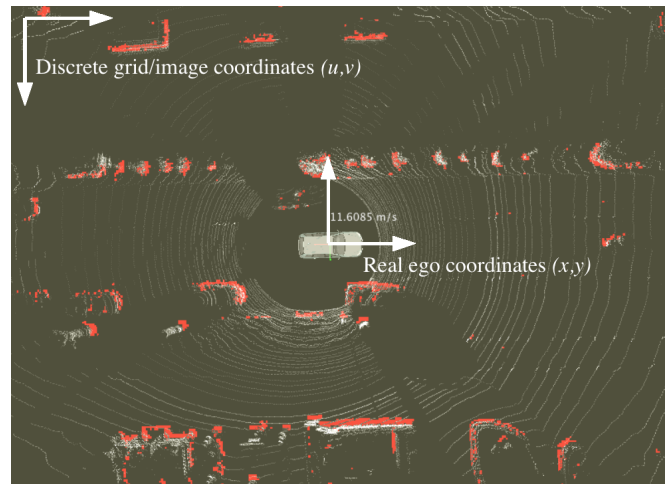 Discrete grid/image coordinates (u,v)
11.6085 m/s
Real ego coordinates (x,y)